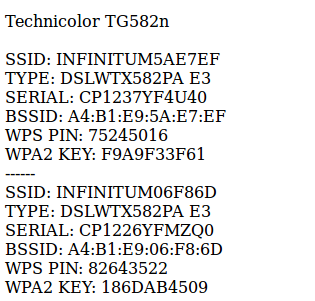 Technicolor TG582n
SSID: INFINITUM5AE7EF
TYPE: DSLWTX582PA E3
SERIAL: CP1237YF4U40
BSSID: A4:B1:E9:5A:E7:EF
WPS PIN: 75245016
WPA2 KEY: F9A9F33F61
------
SSID: INFINITUM06F86D
TYPE: DSLWTX582PA E3
SERIAL: CP1226YFMZQ0
BSSID: A4:B1:E9:06:F8:6D
WPS PIN: 82643522
WPA2 KEY: 186DAB4509